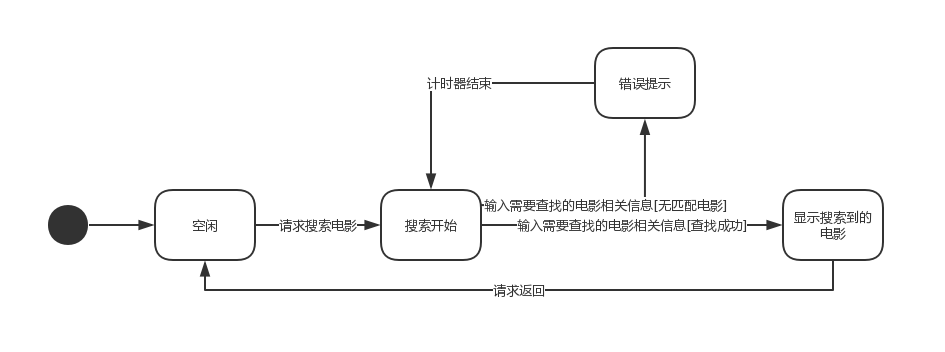 计时器结束
错误提示
输入需要查找的电影相关信息[无匹配电影]
空闲
请求搜索电影
搜索开始
输入需要查找的电影相关信息[查找成功]
显示搜索到的
电影
请求返回